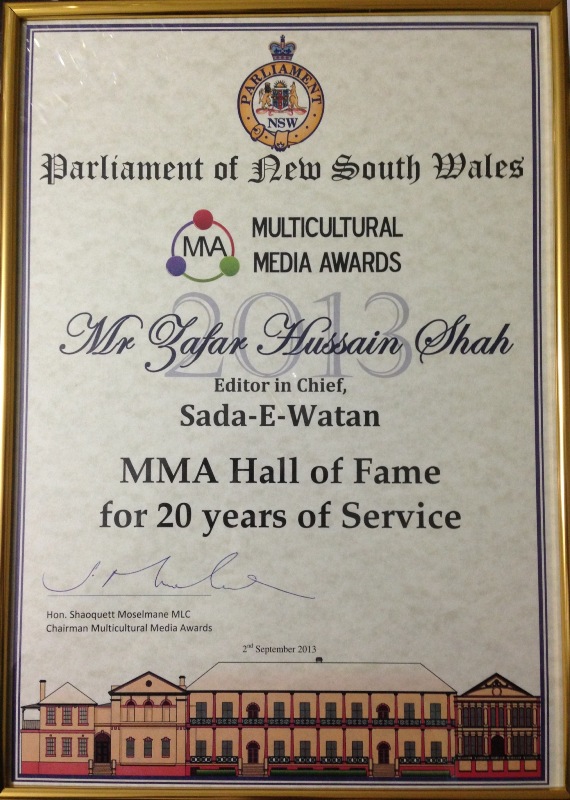 PARLIAMENT
NSW
Parliament of New South Wales
MMA
MULTICULTURAL
MEDIA AWARDS
2013
Mr Zafar Hussain Shah
Editor in Chief,
Sada-E-Watan
MMA Hall of Fame
for 20 years of Service
Hon. Shaoquett Moselmane MLC
Chairman Multicultural Media Awards
2nd September 2013